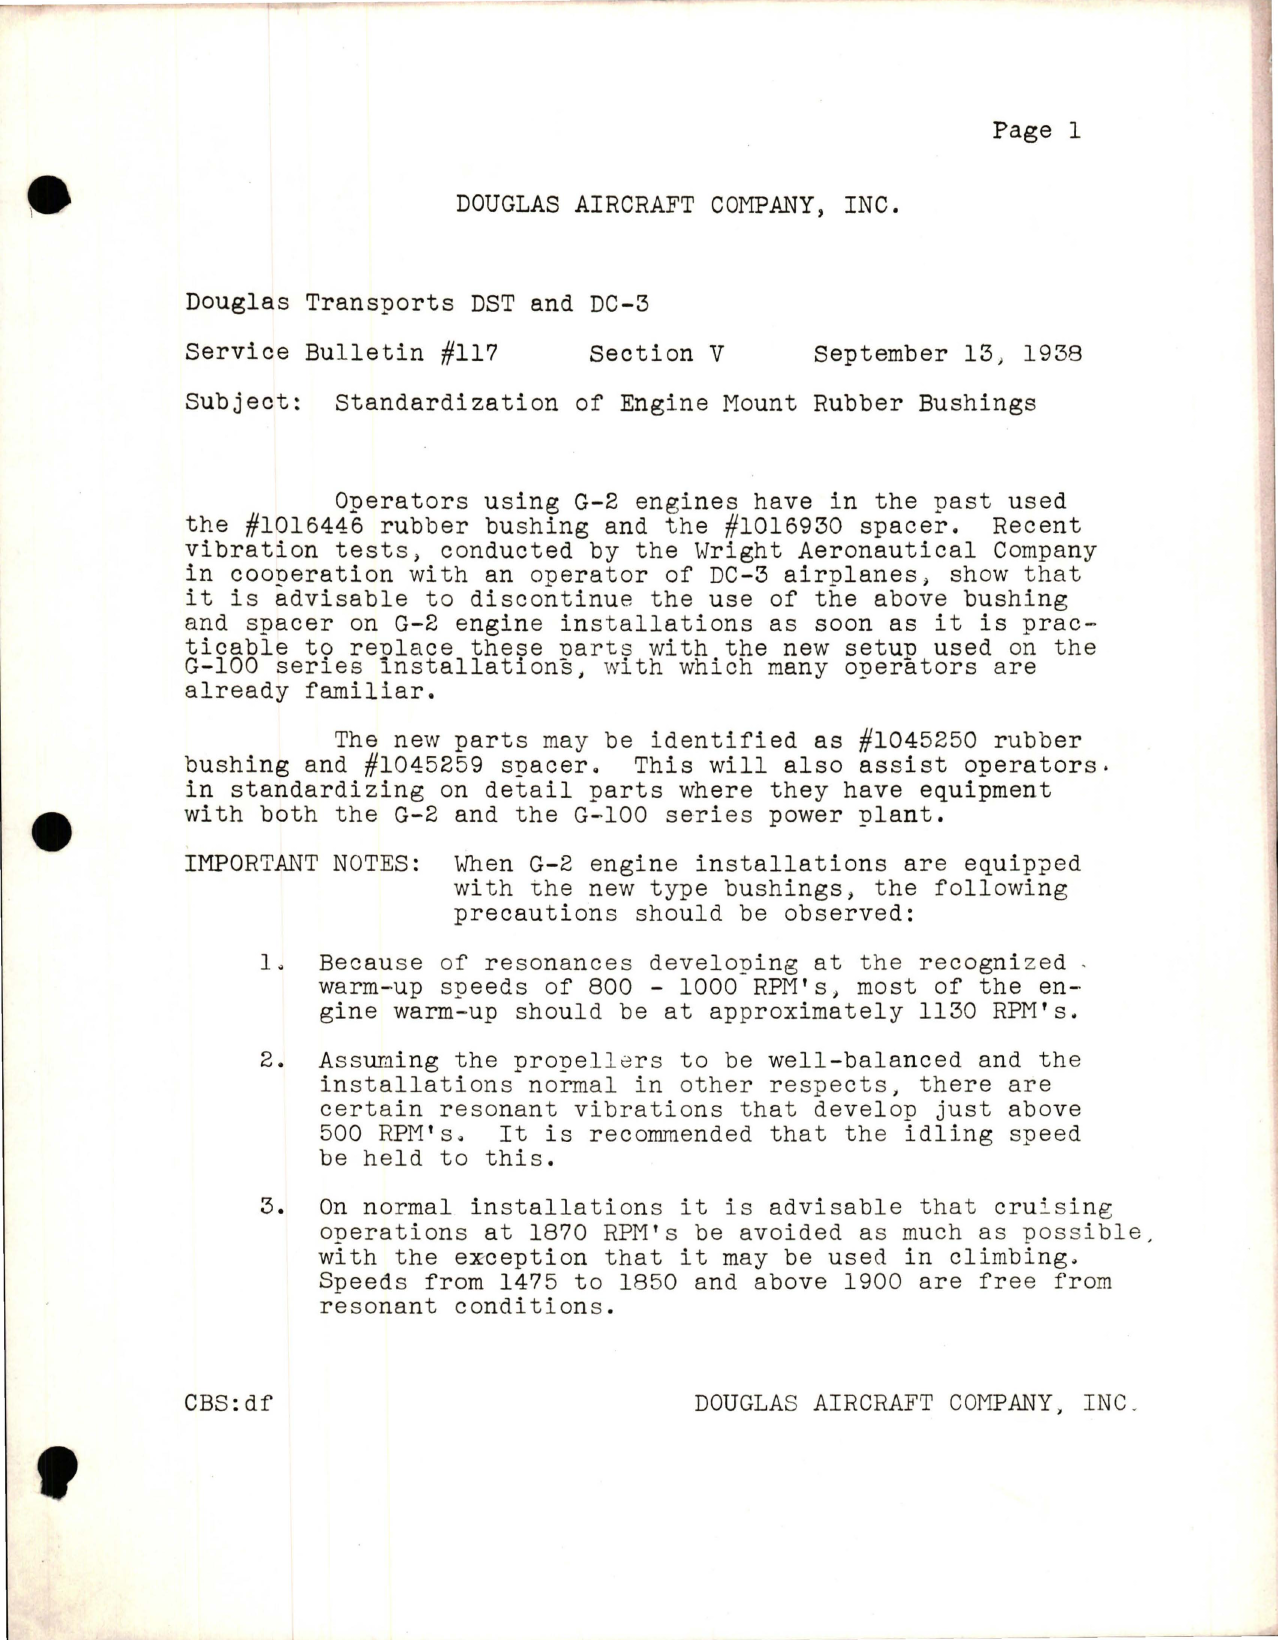 Page 1
DOUGLAS AIRCRAFT COMPANY, INC.
Douglas Transports DST and DC-3
Service Bulletin #117 Section V September 13, 1938
Subject: Standardization of Engine Mount Rubber Bushings
Operators using G-2 engines have in the past used
the #1016446 rubber bushing and the #1016930 spacer. Recent
vibration tests, conducted by the Wright Aeronautical Company
in cooperation with an operator of DC-3 airplanes, show that
it is advisable to discontinue the use of the above bushing
and spacer on G-2 engine installations as soon as it is prac-
ticable to replace these parts with the new setup used on the
G-100 series installations, with which many operators are
already familiar.
The new parts may be identified as #1045250 rubber
bushing and #1045259 spacer. This will also assist operators
in standardizing on detail parts where they have equipment
with both the G-2 and the G-100 series power plant.
IMPORTANT NOTES: When G-2 engine installations are equipped
with the new type bushings, the following
precautions should be observed:
1. Because of resonances developing at the recognized
warm-up speeds of 800 - 1000 RPM's, most of the en-
gine warm-up should be at approximately 1130 RPM's.
2. Assuming the propellers to be well-balanced and the
installations normal in other respects, there are
certain resonant vibrations that develop just above
500 RPM's. It is recommended that the idling speed
be held to this.
3. On normal installations it is advisable that cruising
operations at 1870 RPM's be avoided as much as possible,
with the exception that it may be used in climbing.
Speeds from 1475 to 1850 and above 1900 are free from
resonant conditions.
CBS:df DOUGLAS AIRCRAFT COMPANY, INC.